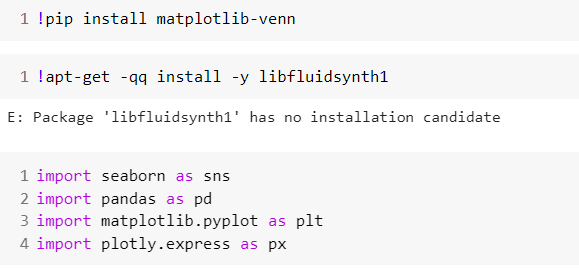 1 !pip install matplotlib-venn
1 !apt-get -qq install -y libfluidsynth1
E: Package 'libfluidsynth1' has no installation candidate
1 import seaborn as sns
2 import pandas as pd
3 import matplotlib.pyplot as plt
4 import plotly.express as px